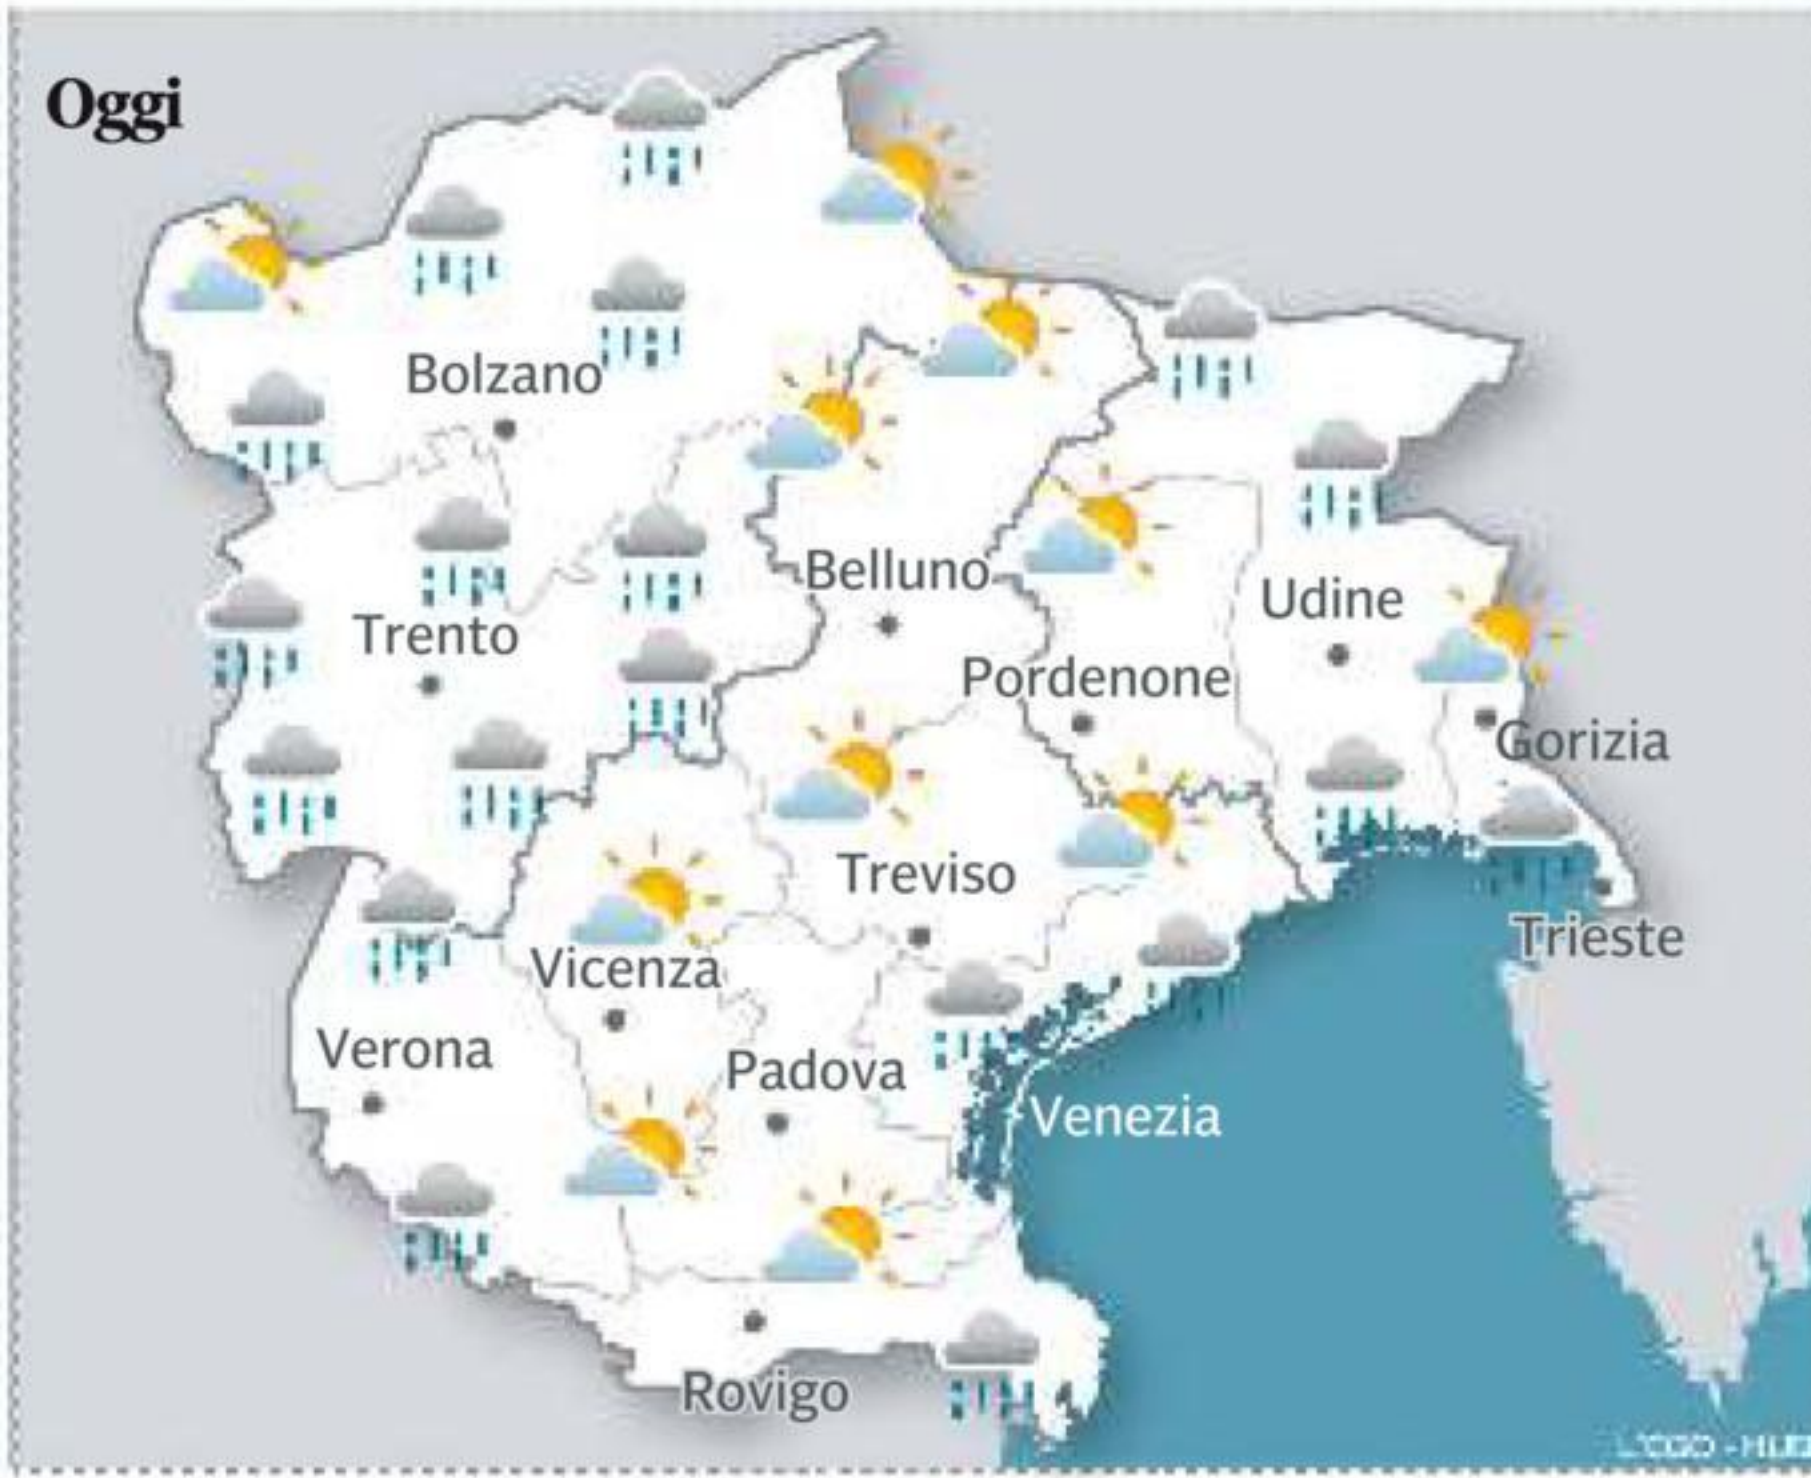 Oggi
Bolzano
Trento
Belluno
Udine
Pordenone
Gorizia
Treviso
Trieste
Vicenza
Verona
Padova
Venezia
Rovigo